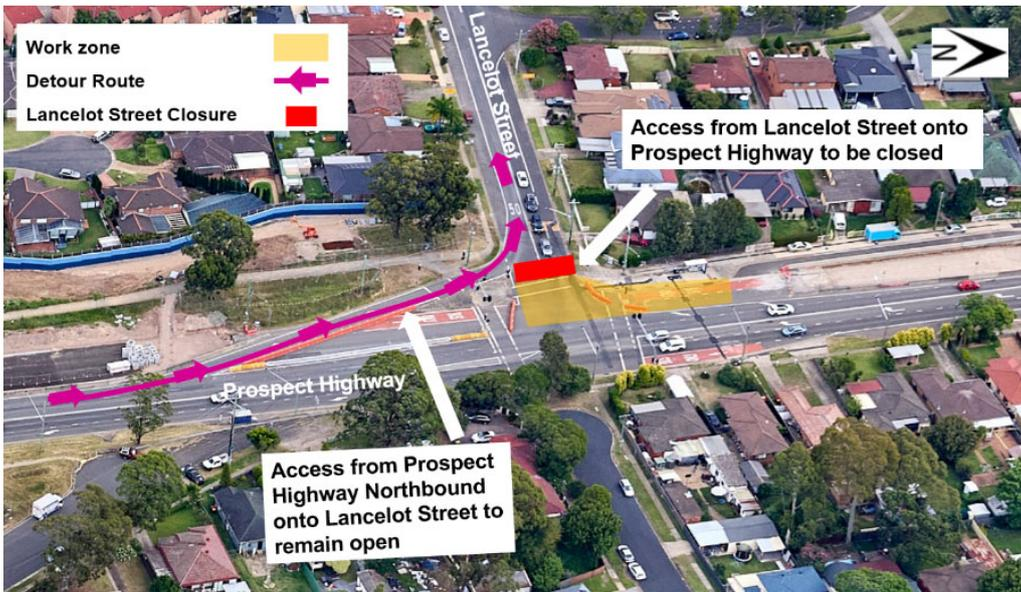 Work zone
Detour Route
Lancelot Street Closure
Lancelot Street
N
Access from Lancelot Street onto
Prospect Highway to be closed
50
Prospect Highway
Access from Prospect
Highway Northbound
onto Lancelot Street to
remain open